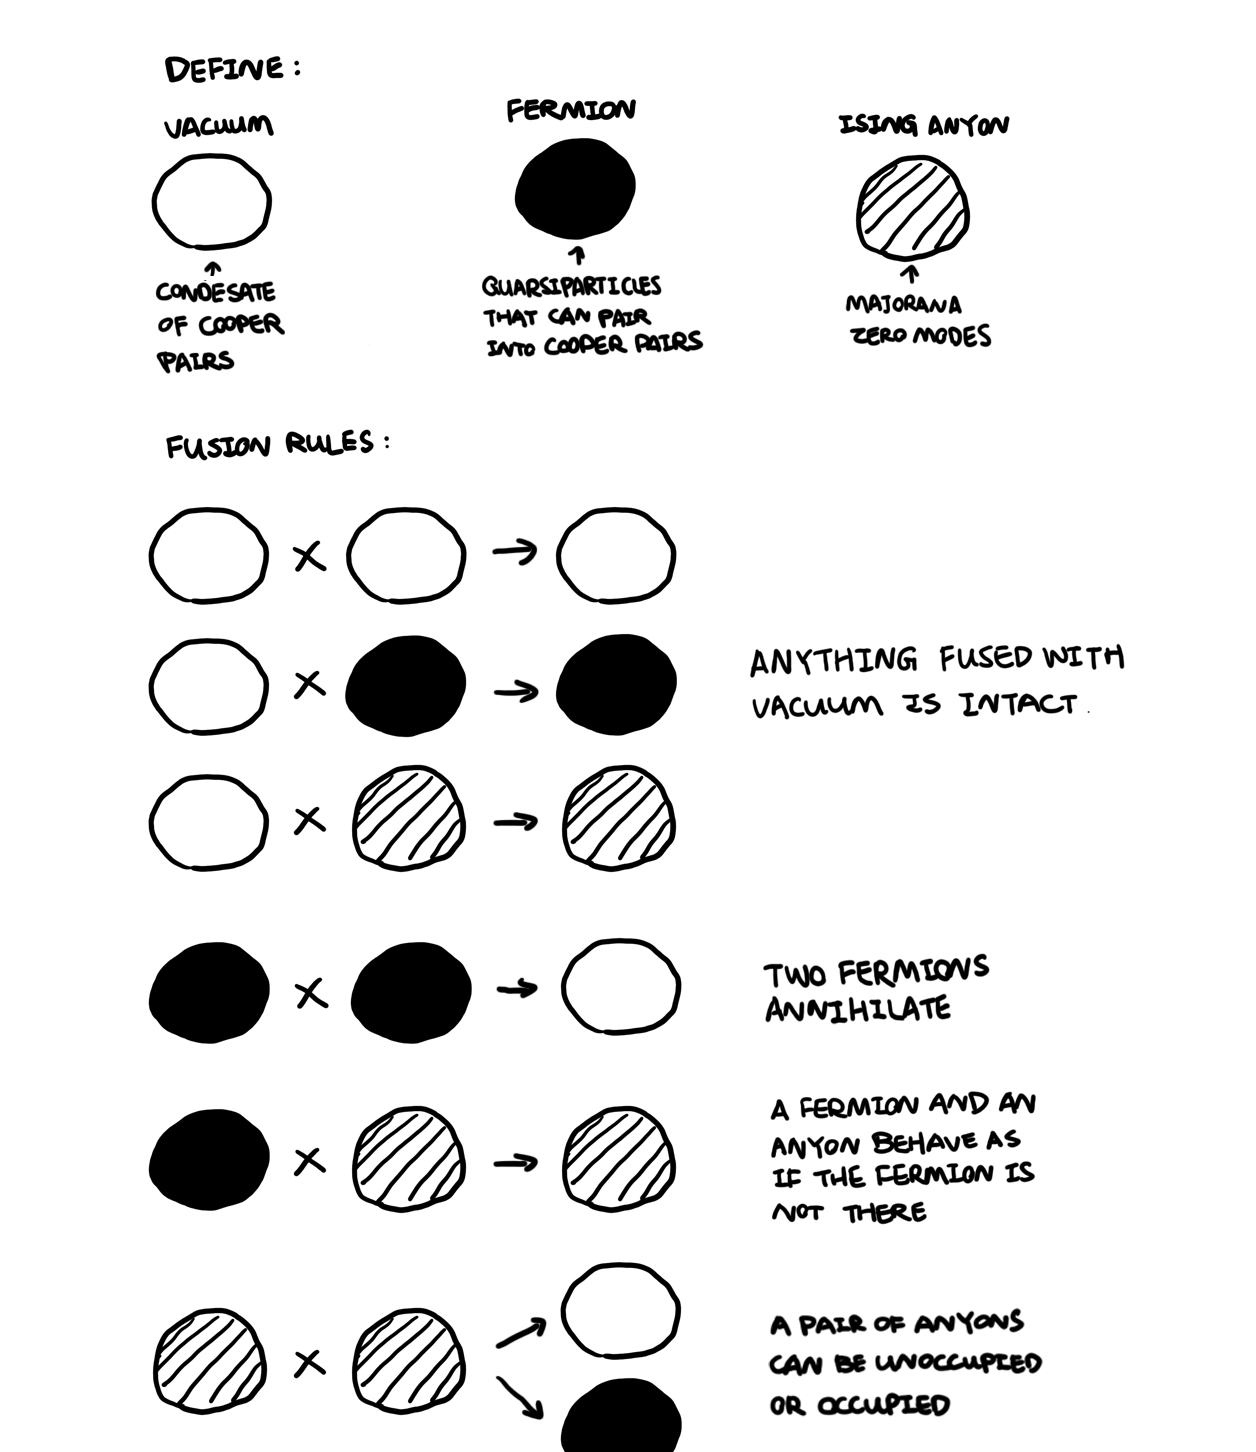 DEFINE:
VACUUM
FERMION
ISING ANYON
CONDESATE
OF COOPER
PAIRS
QUARSIPARTICLES
THAT CAN PAIR
INTO COOPER PAIRS
MAJORANA
ZERO MODES
FUSION RULES:
× →
× →
ANYTHING FUSED WITH
VACUUM IS INTACT.
× →
× →
TWO FERMIONS
ANNIHILATE
× →
A FERMION AND AN
ANYON BEHAVE AS
IF THE FERMION IS
NOT THERE
×
A PAIR OF ANYONS
CAN BE UNOCCUPIED
OR OCCUPIED